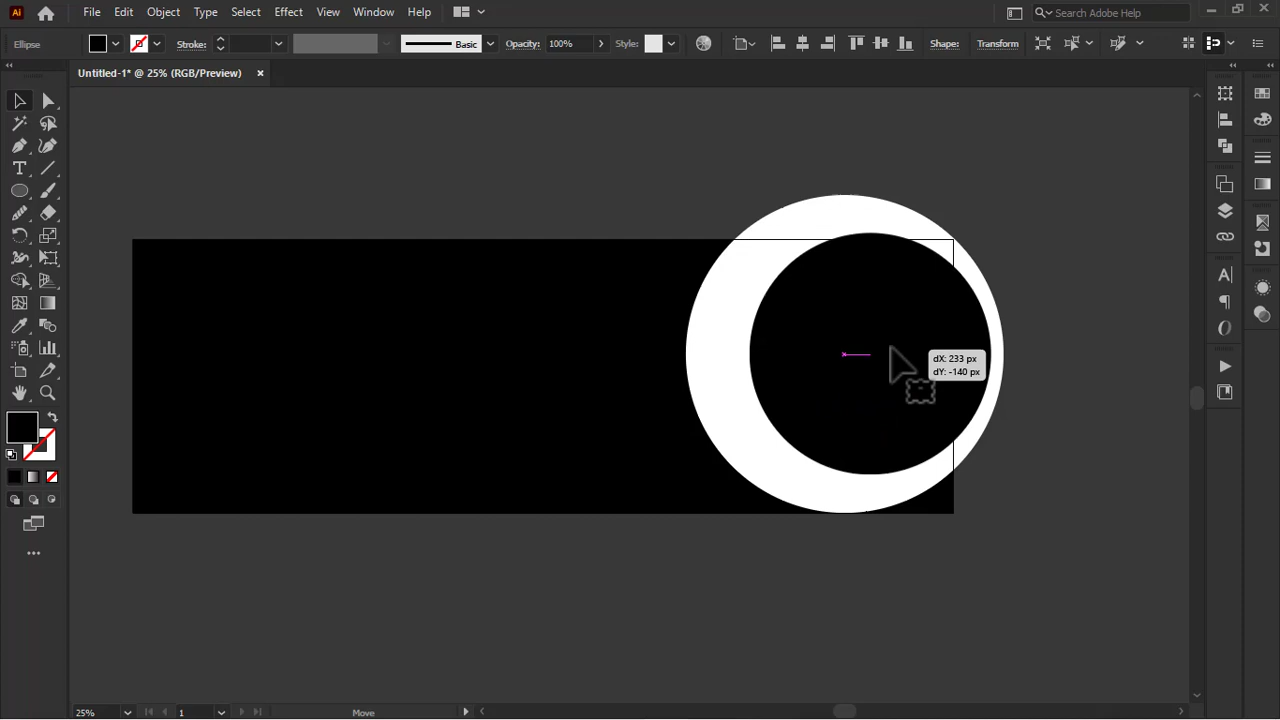 Ai File Edit Object Type Select Effect View Window Help Search Adobe Help
Ellipse Stroke: Basic Opacity: 100% Style: Shape: Transform
Untitled-1* @ 25% (RGB/Preview) ×
dX: 233 px
dY: -140 px
25% 1 Move